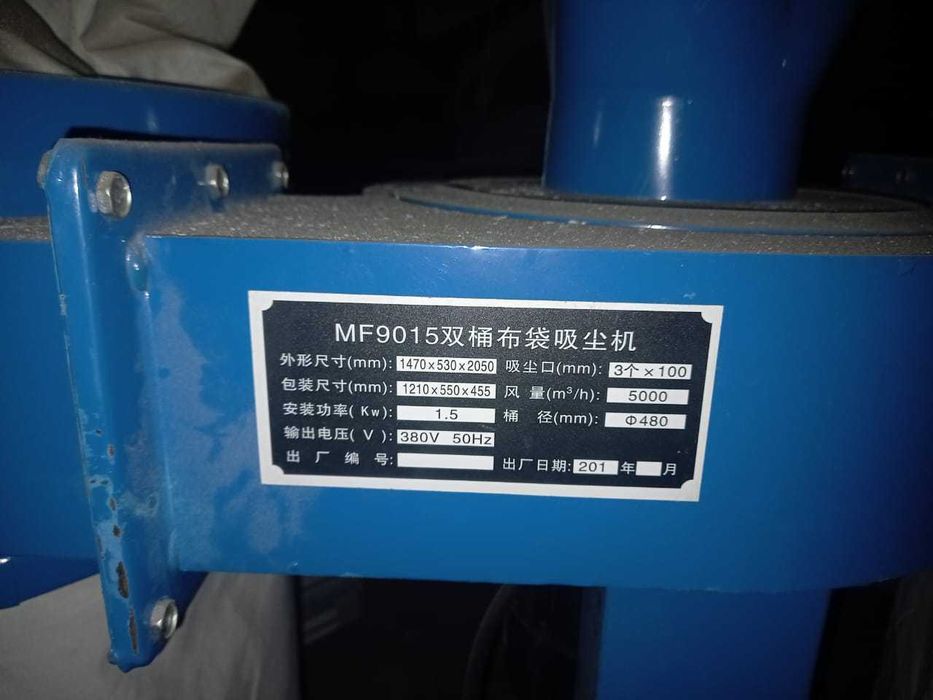 MF9015双桶布袋吸尘机
外形尺寸(mm): 1470×530×2050 吸尘口(mm): 3个×100
包装尺寸(mm): 1210×550×455 风 量(m³/h): 5000
安装功率( Kw): 1.5 桶 径(mm): Φ480
输出电压( V ): 380V 50Hz
出 厂 编 号: 出厂日期: 201 年 月